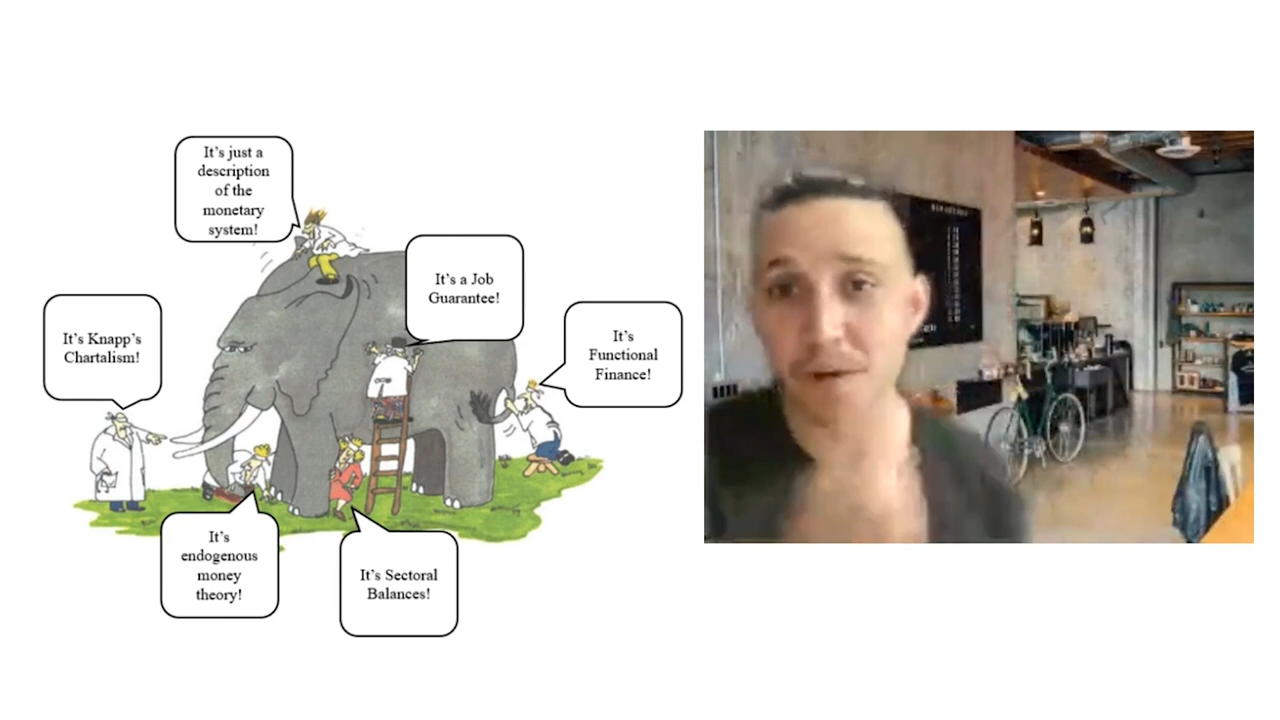 It's just a
description
of the
monetary
system!
It's a Job
Guarantee!
It's Knapp's
Chartalism!
It's
Functional
Finance!
It's
endogenous
money
theory!
It's Sectoral
Balances!